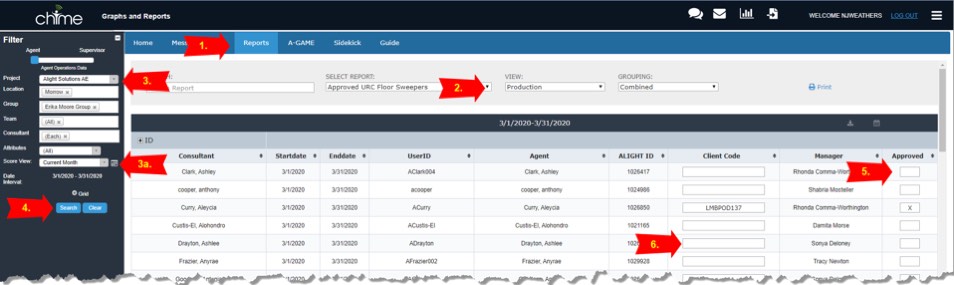 chime
Graphs and Reports
WELCOME NJWEATHERS LOG OUT
Filter
Agent Supervisor
Agent Operations Data
Project Alight Solutions AE
Location Morrow x
Group Erika Moore Group x
Team (All) x
Consultant (Each) x
Attributes (All)
Score View: Current Month
Date Interval: 3/1/2020 - 3/31/2020
Grid
Search Clear
Home Mes 1. Reports A-GAME Sidekick Guide
3.
3a.
4.
SELECT REPORT: VIEW: GROUPING:
Report Approved URC Floor Sweepers 2. Production Combined Print
3/1/2020-3/31/2020
ID
Consultant Startdate Enddate UserID Agent ALIGHT ID Client Code Manager Approved
Clark, Ashley 3/1/2020 3/31/2020 AClark004 Clark, Ashley 1026417 Rhonda Comea-Wor 5.
cooper, anthony 3/1/2020 3/31/2020 acooper cooper, anthony 1024986 Shabria Mosteller
Curry, Aleycia 3/1/2020 3/31/2020 ACurry Curry, Aleycia 1026850 LMBPOD137 Rhonda Comea-Worthington X
Custis-El, Alohondro 3/1/2020 3/31/2020 ACustis-El Custis-El, Alohondro 1021165 Damita Morse
Drayton, Ashlee 3/1/2020 3/31/2020 ADrayton Drayton, Ashlee 6. Sonya Deloney
Frazier, Anyrae 3/1/2020 3/31/2020 AFrazier002 Frazier, Anyrae 1029928 Tracy Newton